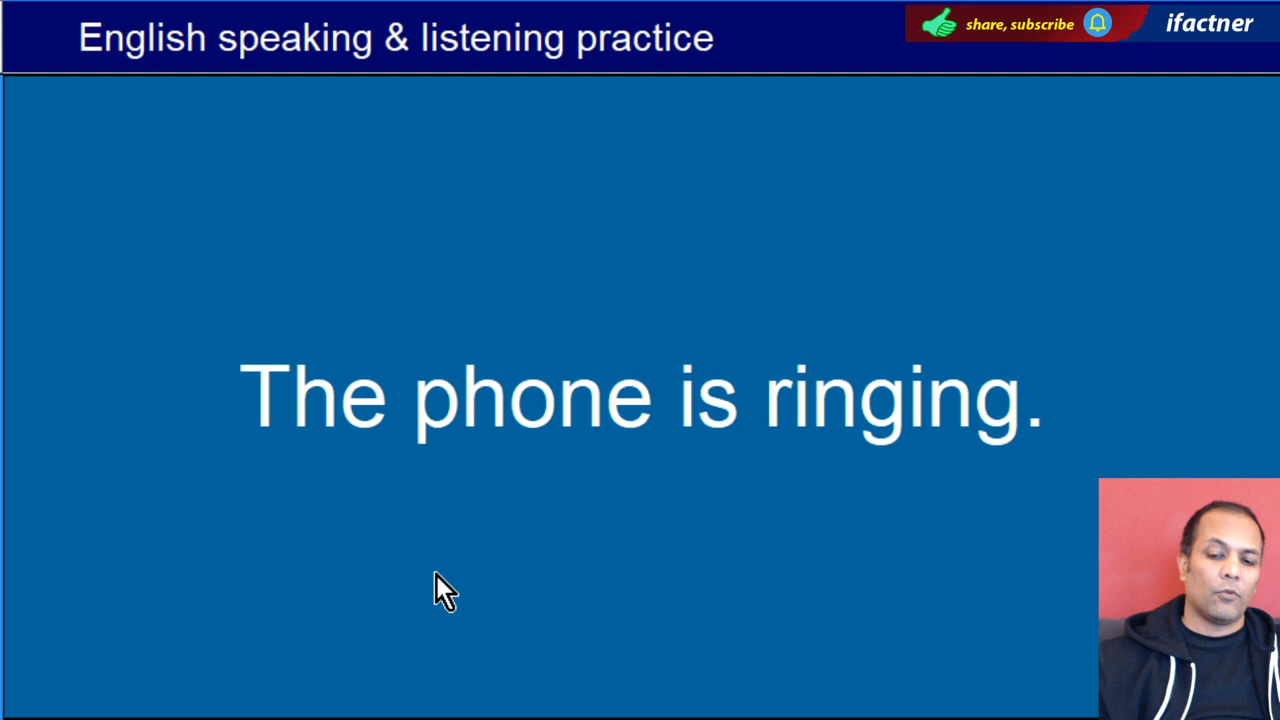 English speaking & listening practice
share, subscribe
ifactner
The phone is ringing.